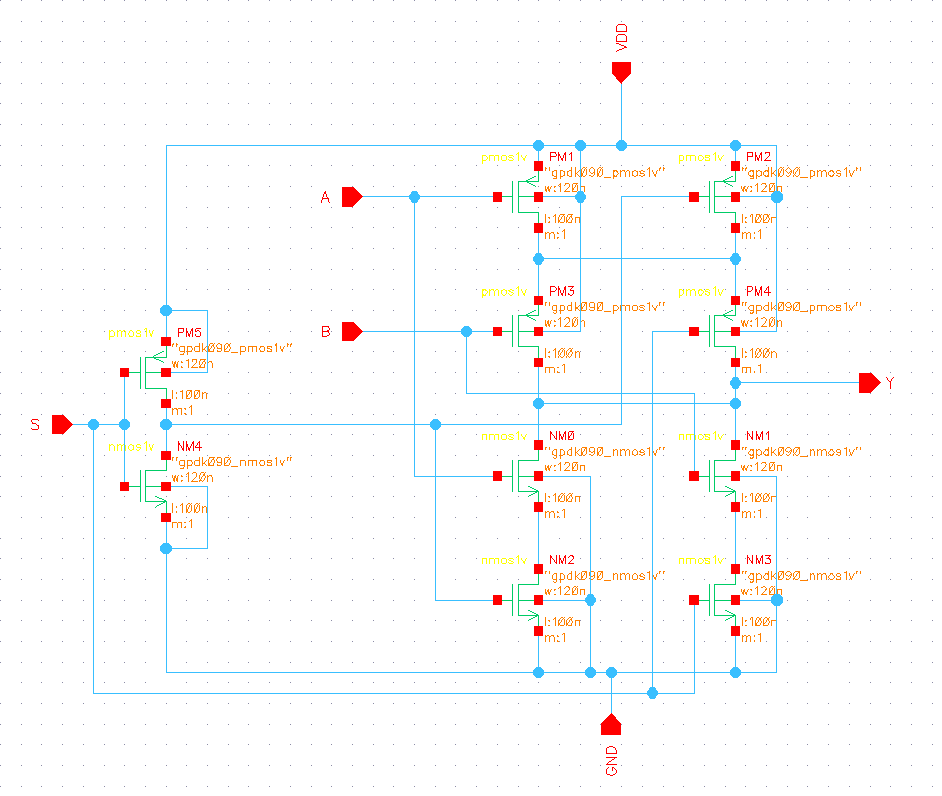 VDD
pmos1v PM1
"gpdk090_pmos1v"
w:120n
l:100n
m:1
pmos1v PM2
"gpdk090_pmos1v"
w:120n
l:100n
m:1
A
pmos1v PM3
"gpdk090_pmos1v"
w:120n
l:100n
m:1
pmos1v PM4
"gpdk090_pmos1v"
w:120n
l:100n
m:1
B
pmos1v PM5
"gpdk090_pmos1v"
w:120n
l:100n
m:1
Y
S
nmos1v NM4
"gpdk090_nmos1v"
w:120n
l:100n
m:1
nmos1v NM0
"gpdk090_nmos1v"
w:120n
l:100n
m:1
nmos1v NM1
"gpdk090_nmos1v"
w:120n
l:100n
m:1
nmos1v NM2
"gpdk090_nmos1v"
w:120n
l:100n
m:1
nmos1v NM3
"gpdk090_nmos1v"
w:120n
l:100n
m:1
GND